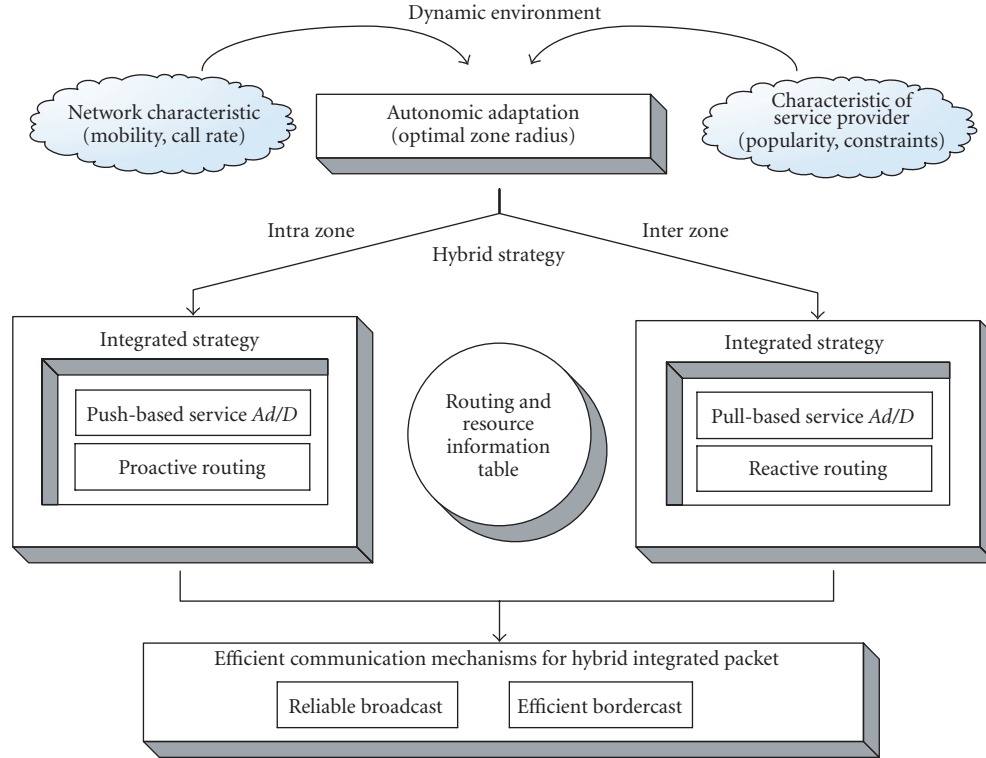 Dynamic environment
Network characteristic
(mobility, call rate)
Autonomic adaptation
(optimal zone radius)
Characteristic of
service provider
(popularity, constraints)
Intra zone
Inter zone
Hybrid strategy
Integrated strategy
Push-based service Ad/D
Proactive routing
Routing and
resource
information
table
Integrated strategy
Pull-based service Ad/D
Reactive routing
Efficient communication mechanisms for hybrid integrated packet
Reliable broadcast
Efficient bordercast